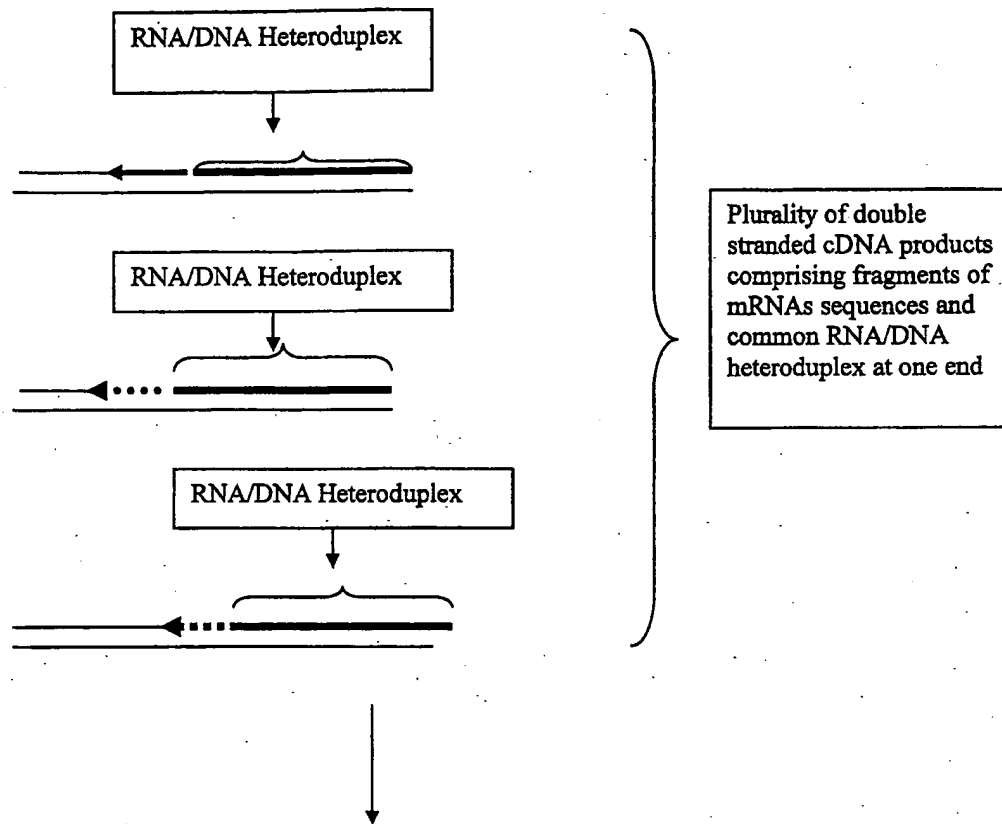 RNA/DNA Heteroduplex
RNA/DNA Heteroduplex
RNA/DNA Heteroduplex
Plurality of double
stranded cDNA products
comprising fragments of
mRNAs sequences and
common RNA/DNA
heteroduplex at one end